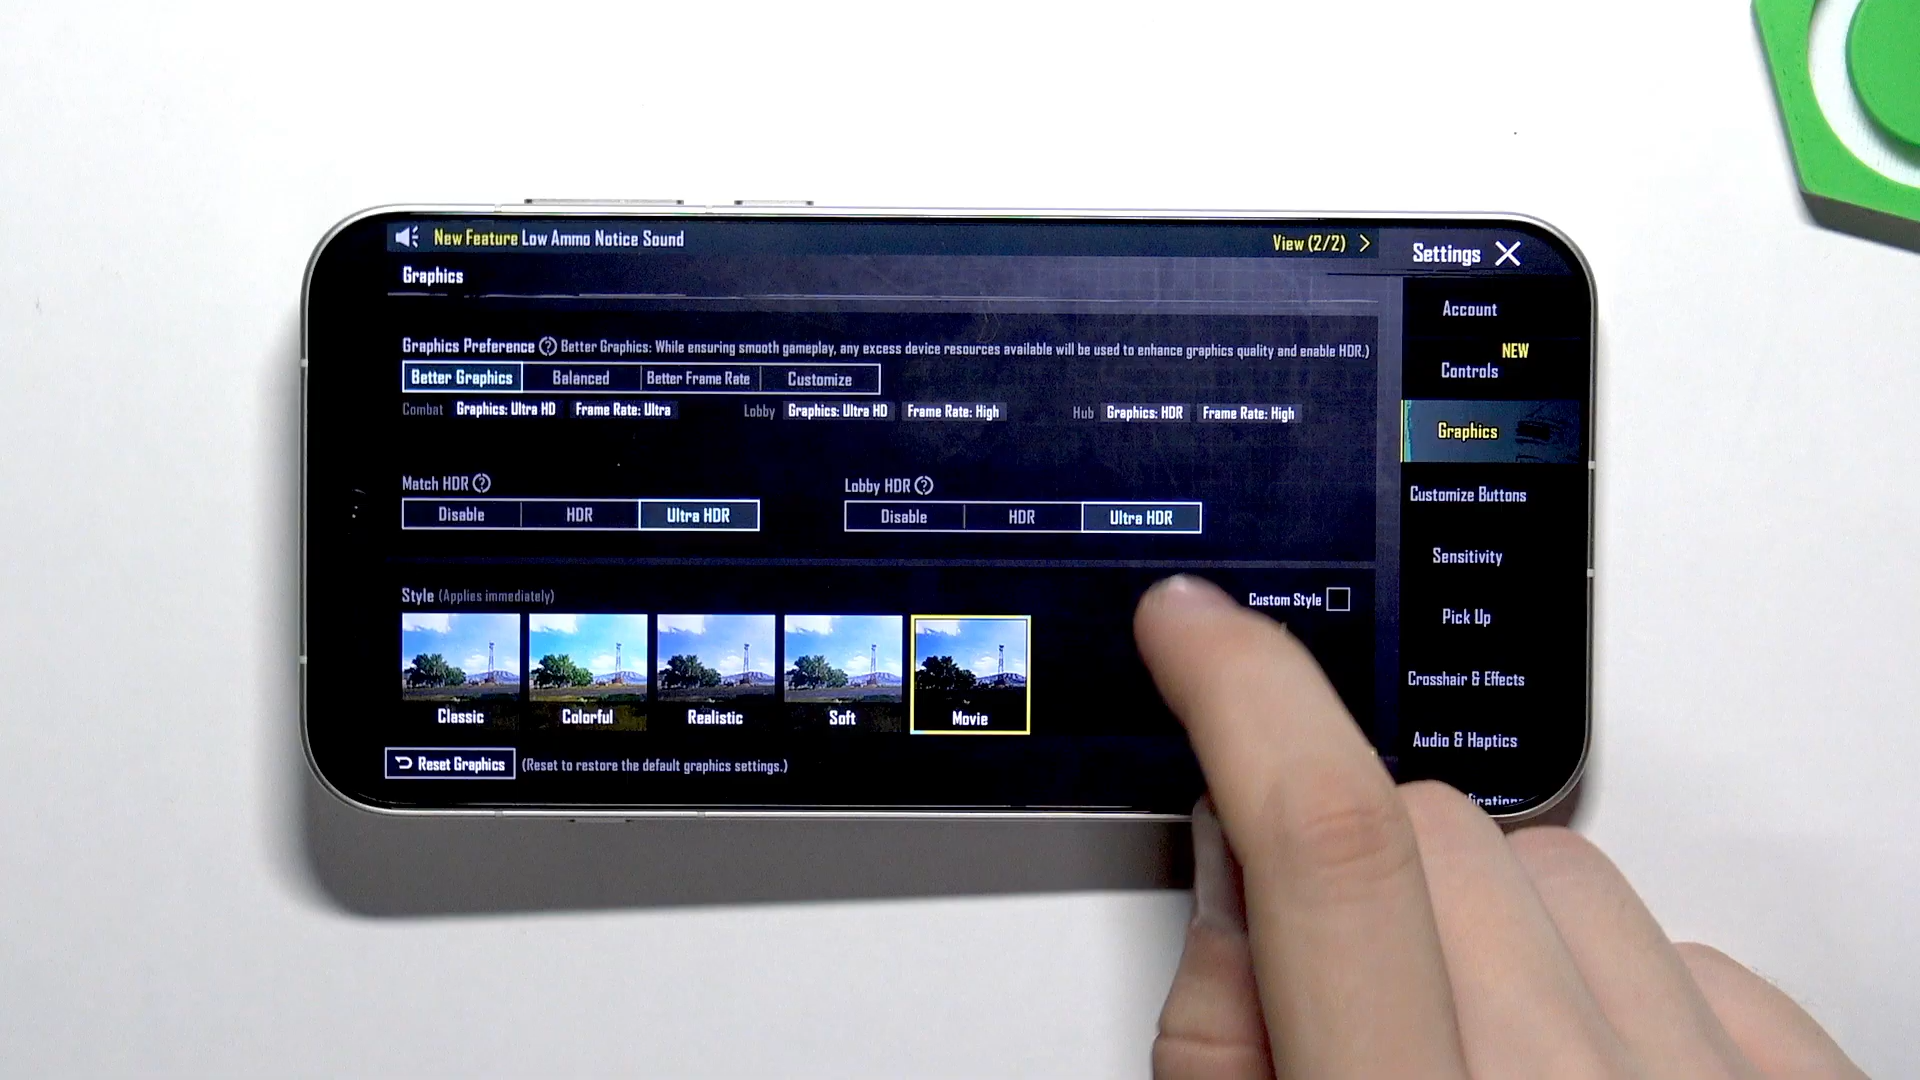 New Feature Low Ammo Notice Sound
View (2/2)
Settings
Graphics
Graphics Preference ? Better Graphics: While ensuring smooth gameplay, any excess device resources available will be used to enhance graphics quality and enable HDR.)
Better Graphics
Balanced
Better Frame Rate
Customize
Combat Graphics: Ultra HD Frame Rate: Ultra
Lobby Graphics: Ultra HD Frame Rate: High
Hub Graphics: HDR Frame Rate: High
Match HDR ?
Disable
HDR
Ultra HDR
Lobby HDR ?
Disable
HDR
Ultra HDR
Style (Applies immediately)
Custom Style
Classic
Colorful
Realistic
Soft
Movie
Reset Graphics (Reset to restore the default graphics settings.)
Account
NEW
Controls
Graphics
Customize Buttons
Sensitivity
Pick Up
Crosshair & Effects
Audio & Haptics